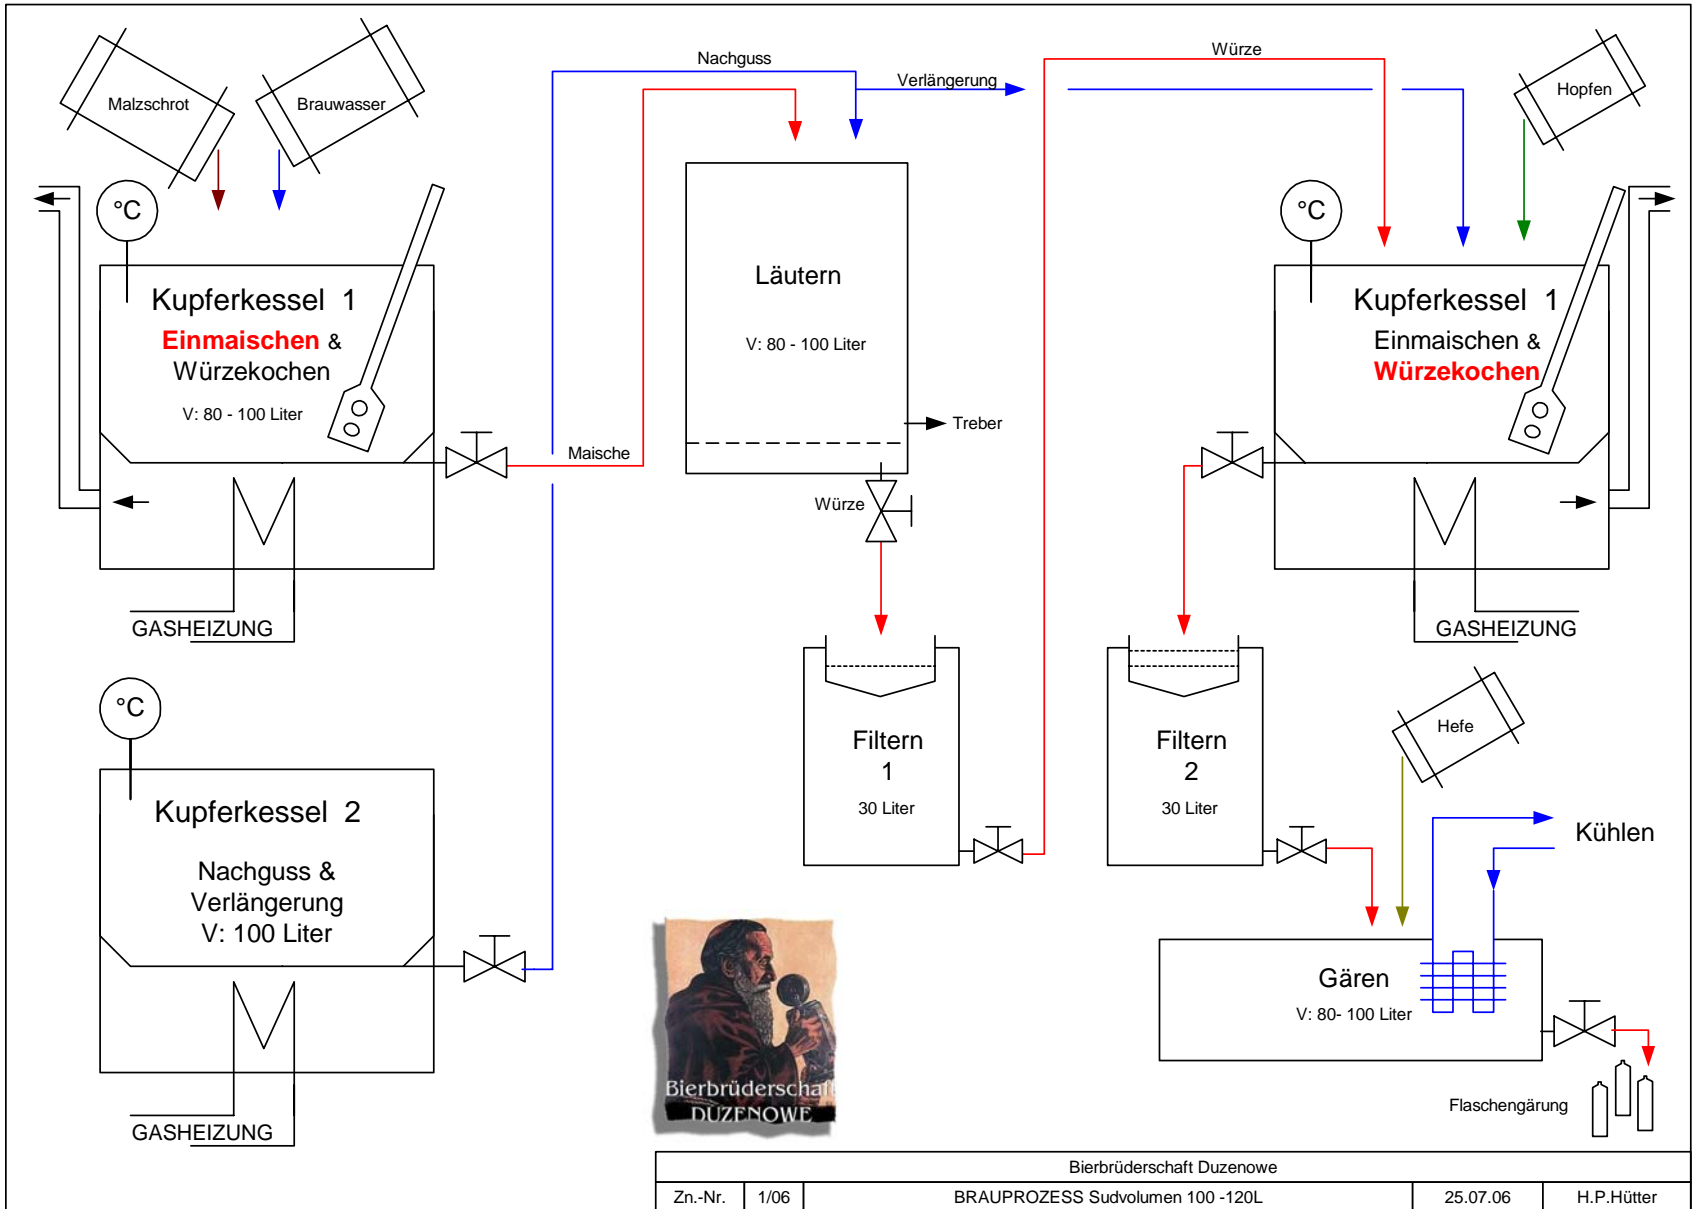 Malzschrot
Brauwasser
Nachguss
Verlängerung
Würze
Hopfen
°C
Kupferkessel 1
Einmaischen &
Würzekochen
V: 80 - 100 Liter
Maische
GASHEIZUNG
Läutern
V: 80 - 100 Liter
Treber
Würze
°C
Kupferkessel 1
Einmaischen &
Würzekochen
GASHEIZUNG
°C
Kupferkessel 2
Nachguss &
Verlängerung
V: 100 Liter
GASHEIZUNG
Filtern
1
30 Liter
Filtern
2
30 Liter
Hefe
Kühlen
Gären
V: 80- 100 Liter
Flaschengärung
Bierbrüderschaft
DUZENOWE
Bierbrüderschaft Duzenowe
Zn.-Nr. 1/06 BRAUPROZESS Sudvolumen 100 -120L 25.07.06 H.P.Hütter